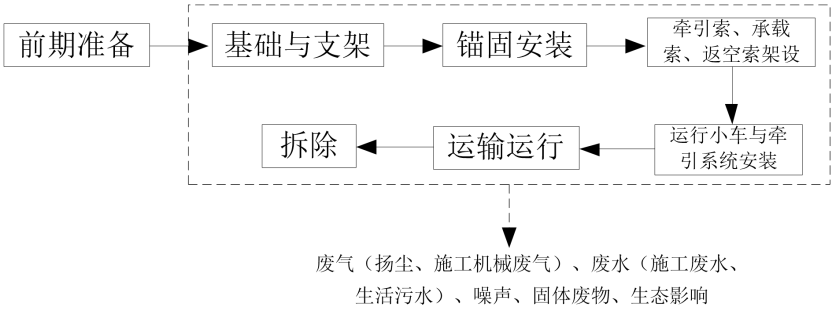 前期准备
基础与支架
锚固安装
牵引索、承载
索、返空索架设
运行小车与牵
引系统安装
运输运行
拆除
废气（扬尘、施工机械废气）、废水（施工废水、
生活污水）、噪声、固体废物、生态影响